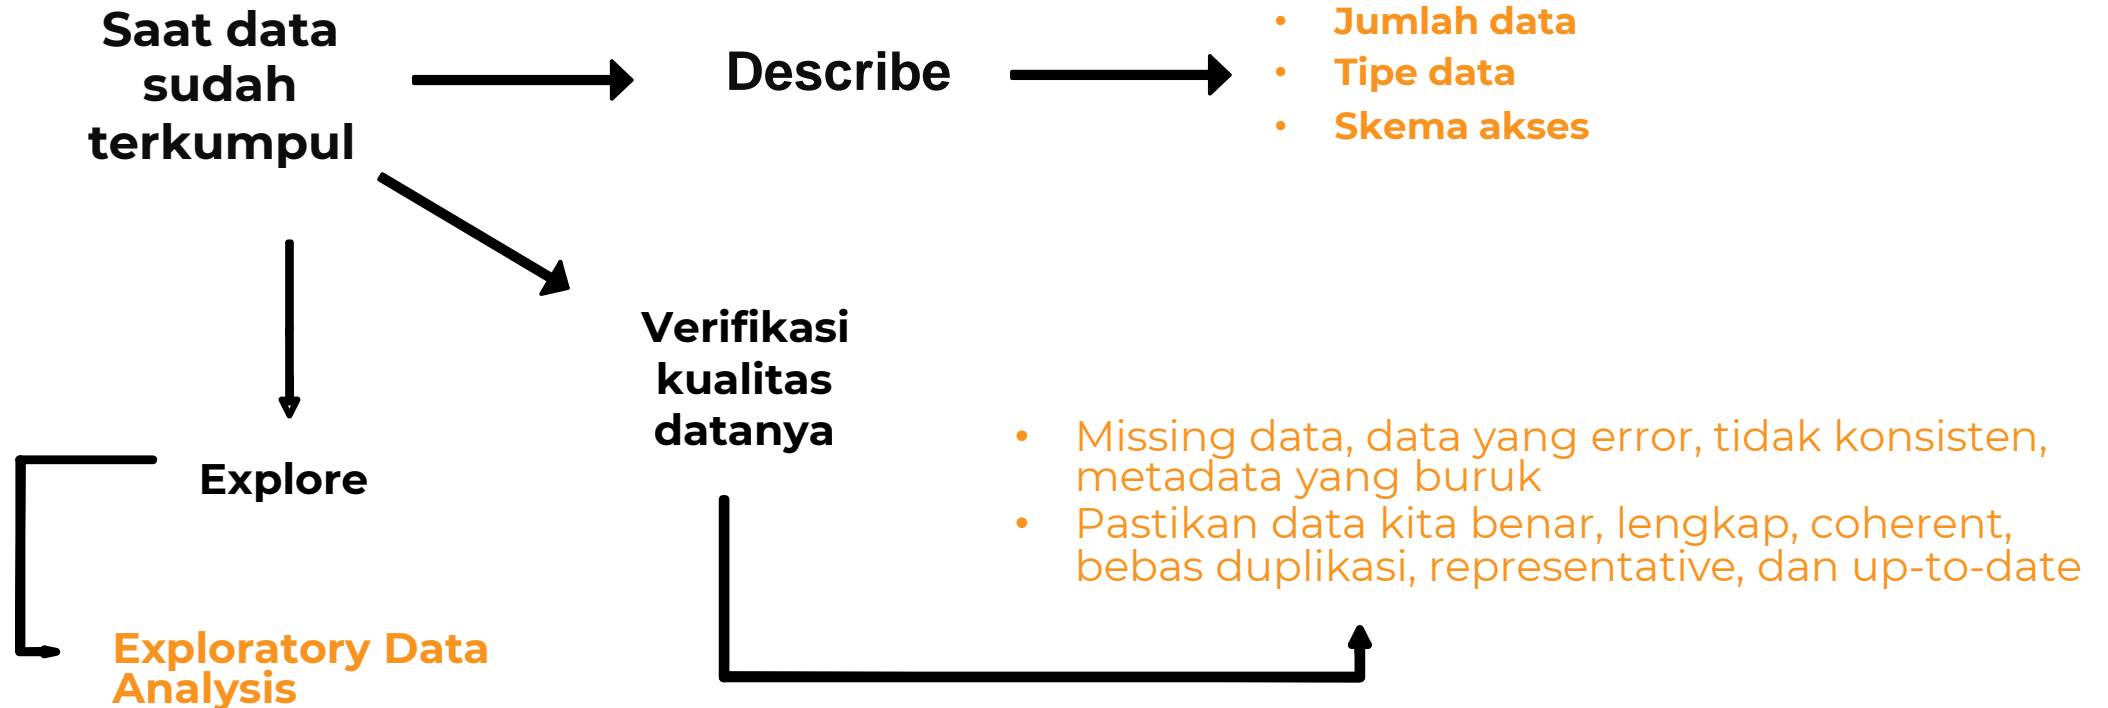 Saat data
sudah
terkumpul
Describe
• Jumlah data
• Tipe data
• Skema akses
Verifikasi
kualitas
datanya
• Missing data, data yang error, tidak konsisten,
metadata yang buruk
• Pastikan data kita benar, lengkap, coherent,
bebas duplikasi, representative, dan up-to-date
Explore
Exploratory Data
Analysis